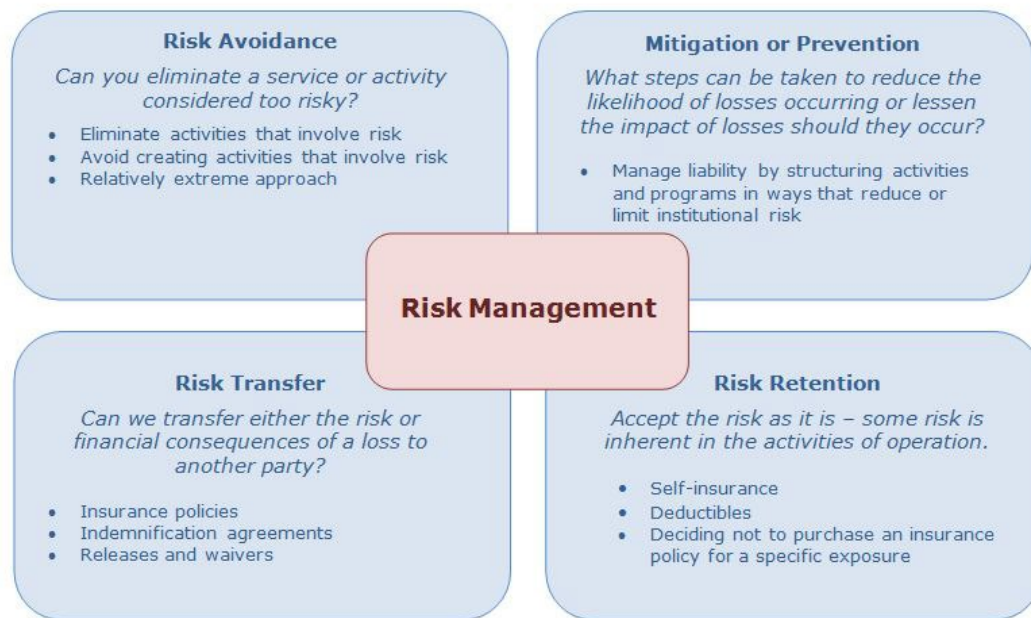 Risk Avoidance
Can you eliminate a service or activity
considered too risky?
• Eliminate activities that involve risk
• Avoid creating activities that involve risk
• Relatively extreme approach
Mitigation or Prevention
What steps can be taken to reduce the
likelihood of losses occurring or lessen
the impact of losses should they occur?
• Manage liability by structuring activities
and programs in ways that reduce or
limit institutional risk
Risk Management
Risk Transfer
Can we transfer either the risk or
financial consequences of a loss to
another party?
• Insurance policies
• Indemnification agreements
• Releases and waivers
Risk Retention
Accept the risk as it is – some risk is
inherent in the activities of operation.
• Self-insurance
• Deductibles
• Deciding not to purchase an insurance
policy for a specific exposure